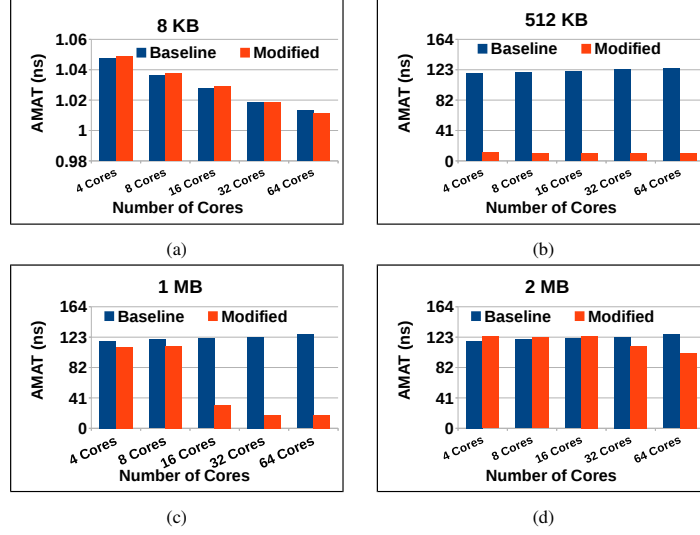 8 KB
Baseline Modified
AMAT (ns)
1.06
1.04
1.02
1
0.98
4 Cores 8 Cores 16 Cores 32 Cores 64 Cores
Number of Cores
(a)
512 KB
Baseline Modified
AMAT (ns)
164
123
82
41
0
4 Cores 8 Cores 16 Cores 32 Cores 64 Cores
Number of Cores
(b)
1 MB
Baseline Modified
AMAT (ns)
164
123
82
41
0
4 Cores 8 Cores 16 Cores 32 Cores 64 Cores
Number of Cores
(c)
2 MB
Baseline Modified
AMAT (ns)
164
123
82
41
0
4 Cores 8 Cores 16 Cores 32 Cores 64 Cores
Number of Cores
(d)